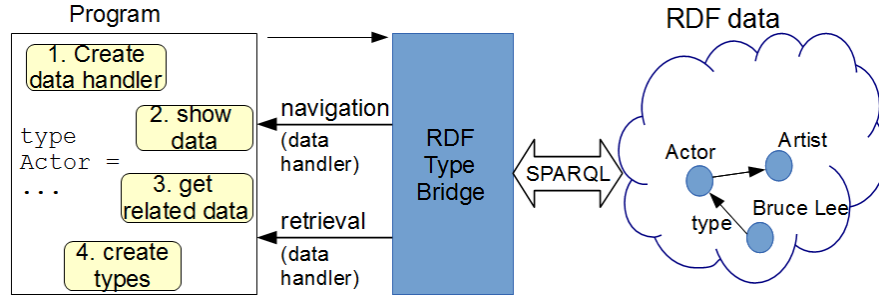 Program
1. Create
data handler
2. show
data
type
Actor =
...
3. get
related data
4. create
types
navigation
(data
handler)
retrieval
(data
handler)
RDF
Type
Bridge
SPARQL
RDF data
Actor
Artist
type
Bruce Lee